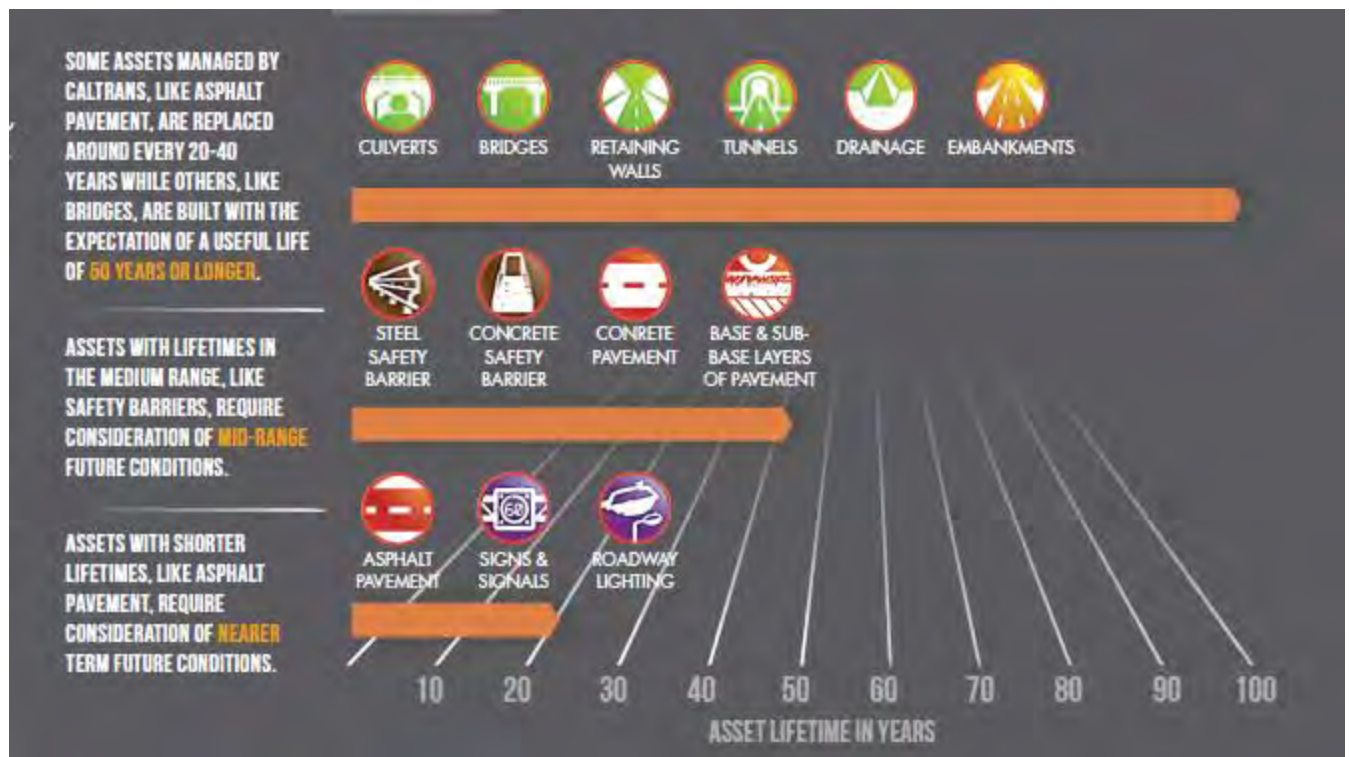 SOME ASSETS MANAGED BY
CALTRANS, LIKE ASPHALT
PAVEMENT, ARE REPLACED
AROUND EVERY 20-40
YEARS WHILE OTHERS, LIKE
BRIDGES, ARE BUILT WITH THE
EXPECTATION OF A USEFUL LIFE
OF 50 YEARS OR LONGER.
CULVERTS
BRIDGES
RETAINING
WALLS
TUNNELS
DRAINAGE
EMBANKMENTS
ASSETS WITH LIFETIMES IN
THE MEDIUM RANGE, LIKE
SAFETY BARRIERS, REQUIRE
CONSIDERATION OF MID-RANGE
FUTURE CONDITIONS.
STEEL
SAFETY
BARRIER
CONCRETE
SAFETY
BARRIER
CONRETE
PAVEMENT
BASE & SUB-
BASE LAYERS
OF PAVEMENT
ASSETS WITH SHORTER
LIFETIMES, LIKE ASPHALT
PAVEMENT, REQUIRE
CONSIDERATION OF NEARER
TERM FUTURE CONDITIONS.
ASPHALT
PAVEMENT
60
SIGNS &
SIGNALS
ROADWAY
LIGHTING
10 20 30 40 50 60 70 80 90 100
ASSET LIFETIME IN YEARS